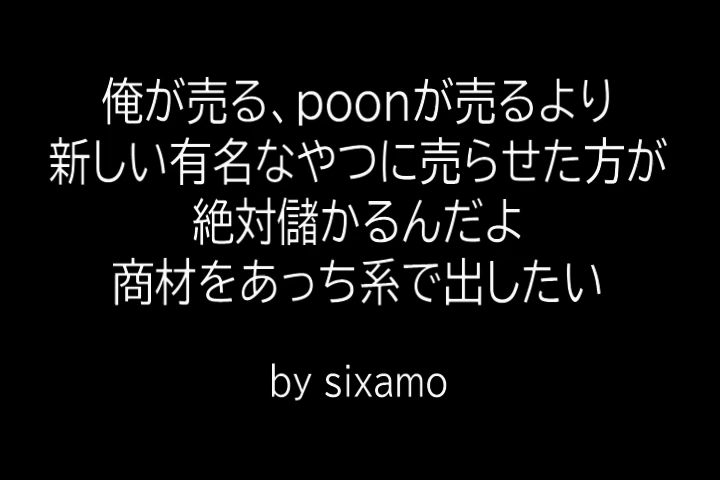 俺が売る、poonが売るより
新しい有名なやつに売らせた方が
絶対儲かるんだよ
商材をあっち系で出したい
by sixamo